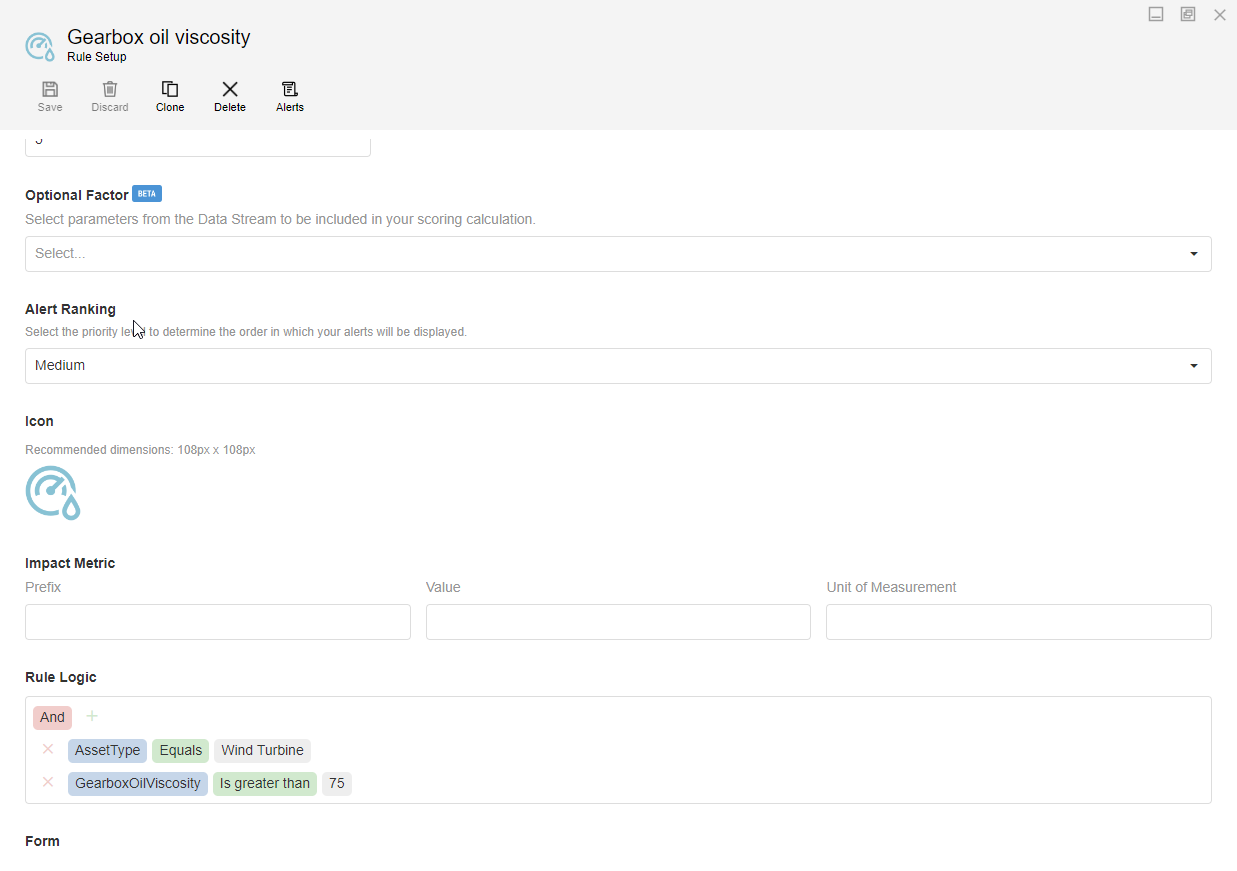 Gearbox oil viscosity
Rule Setup
Save Discard Clone Delete Alerts
Optional Factor BETA
Select parameters from the Data Stream to be included in your scoring calculation.
Select...
Alert Ranking
Select the priority level to determine the order in which your alerts will be displayed.
Medium
Icon
Recommended dimensions: 108px x 108px
Impact Metric
Prefix Value Unit of Measurement
Rule Logic
And
AssetType Equals Wind Turbine
GearboxOilViscosity Is greater than 75
Form